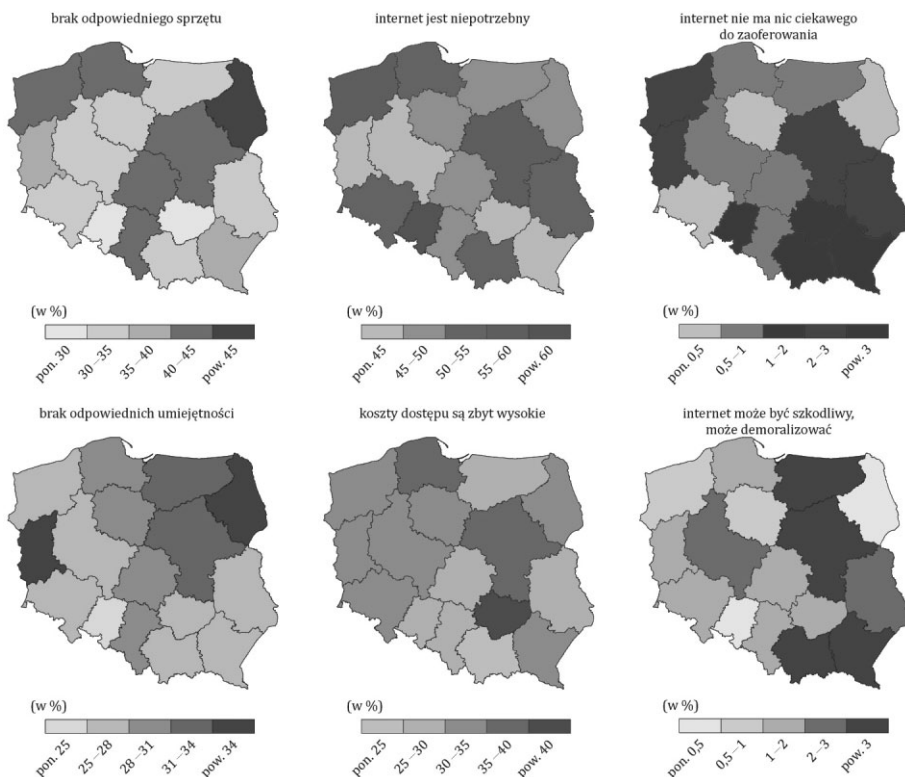 brak odpowiedniego sprzętu
internet jest niepotrzebny
internet nie ma nic ciekawego
do zaoferowania
(w %)
pon. 30
30–35
35–40
40–45
pow. 45
(w %)
pon. 45
45–50
50–55
55–60
pow. 60
(w %)
pon. 0,5
0,5–1
1–2
2–3
pow. 3
brak odpowiednich umiejętności
koszty dostępu są zbyt wysokie
internet może być szkodliwy,
może demoralizować
(w %)
pon. 25
25–28
28–31
31–34
pow. 34
(w %)
pon. 25
25–30
30–35
35–40
pow. 40
(w %)
pon. 0,5
0,5–1
1–2
2–3
pow. 3